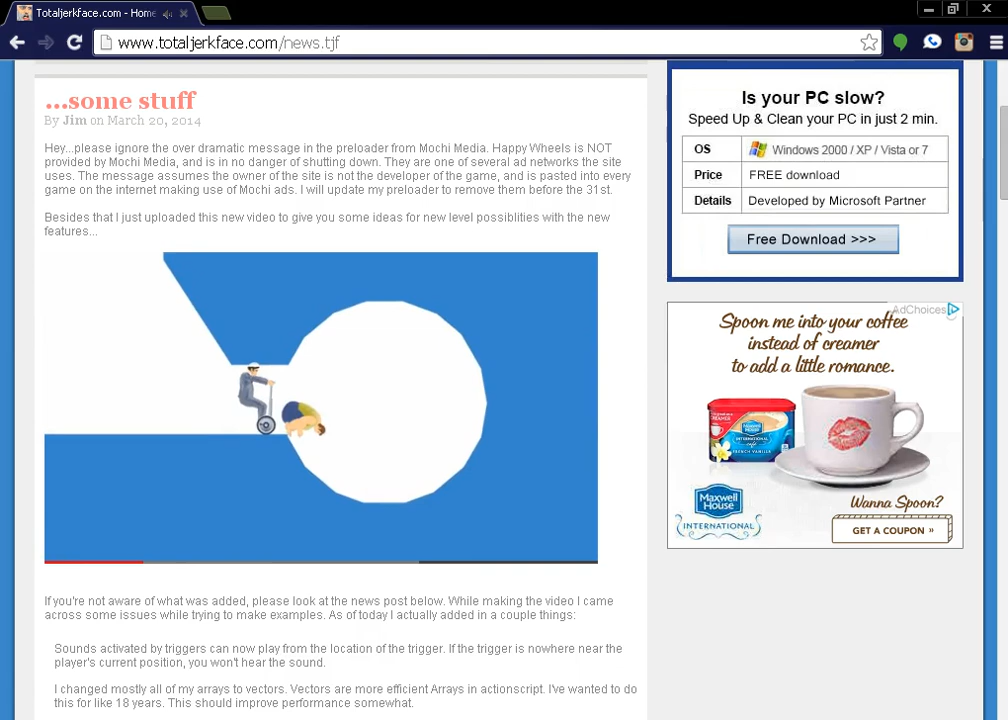 Totaljerkface.com - Home
www.totaljerkface.com/news.tjf
...some stuff
By Jim on March 20, 2014
Hey...please ignore the over dramatic message in the preloader from Mochi Media. Happy Wheels is NOT
provided by Mochi Media, and is in no danger of shutting down. They are one of several ad networks the site
uses. The message assumes the owner of the site is not the developer of the game, and is pasted into every
game on the internet making use of Mochi ads. I will update my preloader to remove them before the 31st.
Besides that I just uploaded this new video to give you some ideas for new level possiblities with the new
features...
If you're not aware of what was added, please look at the news post below. While making the video I came
across some issues while trying to make examples. As of today I actually added in a couple things:
Sounds activated by triggers can now play from the location of the trigger. If the trigger is nowhere near the
player's current position, you won't hear the sound.
I changed mostly all of my arrays to vectors. Vectors are more efficient Arrays in actionscript. I've wanted to do
this for like 18 years. This should improve performance somewhat.
Is your PC slow?
Speed Up & Clean your PC in just 2 min.
OS Windows 2000 / XP / Vista or 7
Price FREE download
Details Developed by Microsoft Partner
Free Download >>>
AdChoices
Spoon me into your coffee
instead of creamer
to add a little romance.
MAXWELL HOUSE
INTERNATIONAL
café
FRENCH VANILLA
MAXWELL HOUSE
INTERNATIONAL
Wanna Spoon?
GET A COUPON »